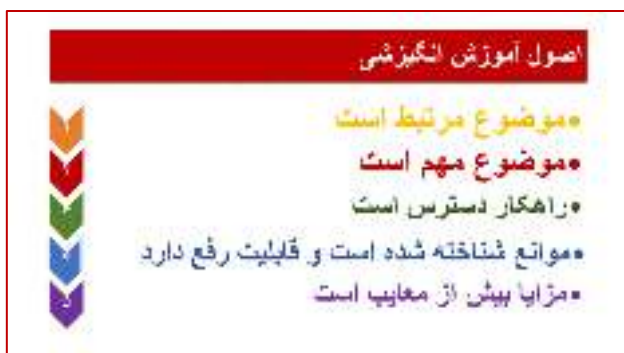 اصول آموزش انگیزشی
•موضوع مرتبط است
•موضوع مهم است
•راهکار دسترس است
•موانع شناخته شده است و قابلیت رفع دارد
•مزایا بیش از معایب است